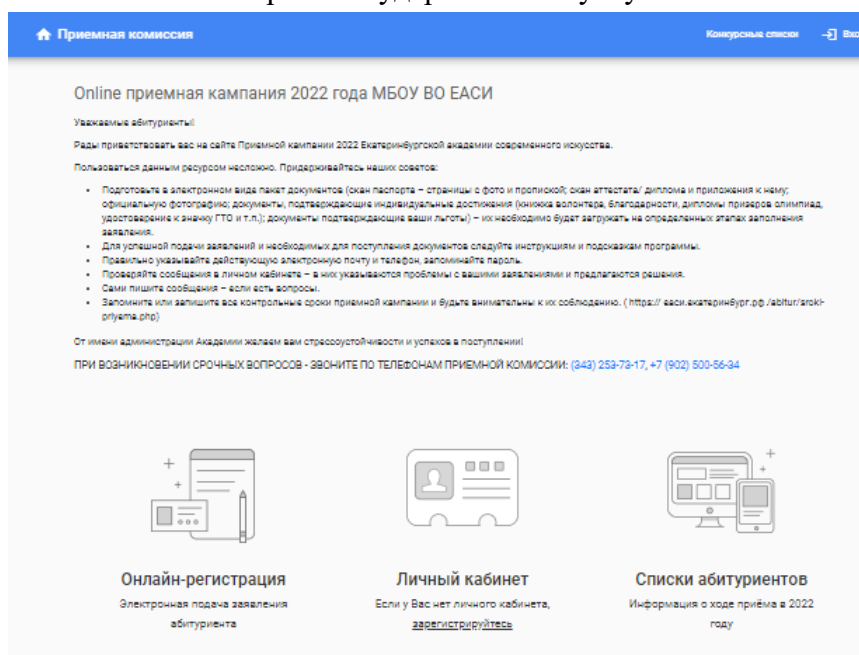 Приемная комиссия
Конкурсные списки
Online приемная кампания 2022 года МБОУ ВО ЕАСИ
Уважаемые абитуриенты!
Рады приветствовать вас на сайте Приемной кампании 2022 Екатеринбургской академии современного искусства.
Пользоваться данным ресурсом несложно. Придерживайтесь наших советов:
• Подготовьте в электронном виде пакет документов (скан паспорта – страницы с фото и пропиской; скан аттестата/ диплома и приложения к нему;
официальную фотографию; документы, подтверждающие индивидуальные достижения (книжка волонтера, благодарности, дипломы призеров олимпиад,
удостоверение к значку ГТО и т.п.); документы подтверждающие ваши льготы) – их необходимо будет загружать на определенных этапах заполнения
заявления.
• Для успешной подачи заявлений и необходимых для поступления документов следуйте инструкциям и подсказкам программы.
• Правильно указывайте действующую электронную почту и телефон, запоминайте пароль.
• Проверяйте сообщения в личном кабинете – в них указываются проблемы с вашими заявлениями и предлагаются решения.
• Сами пишите сообщения – если есть вопросы.
• Запомните или запишите все контрольные сроки приемной кампании и будьте внимательны к их соблюдению. ( https:// еаси.екатеринбург.рф./abitur/sroki-
priyema.php)
От имени администрации Академии желаем вам стрессоустойчивости и успехов в поступлении!
ПРИ ВОЗНИКНОВЕНИИ СРОЧНЫХ ВОПРОСОВ - ЗВОНИТЕ ПО ТЕЛЕФОНАМ ПРИЕМНОЙ КОМИССИИ: (343) 253-73-17, +7 (902) 500-56-34
Онлайн-регистрация
Электронная подача заявления
абитуриента
Личный кабинет
Если у Вас нет личного кабинета,
зарегистрируйтесь
Списки абитуриентов
Информация о ходе приёма в 2022
году